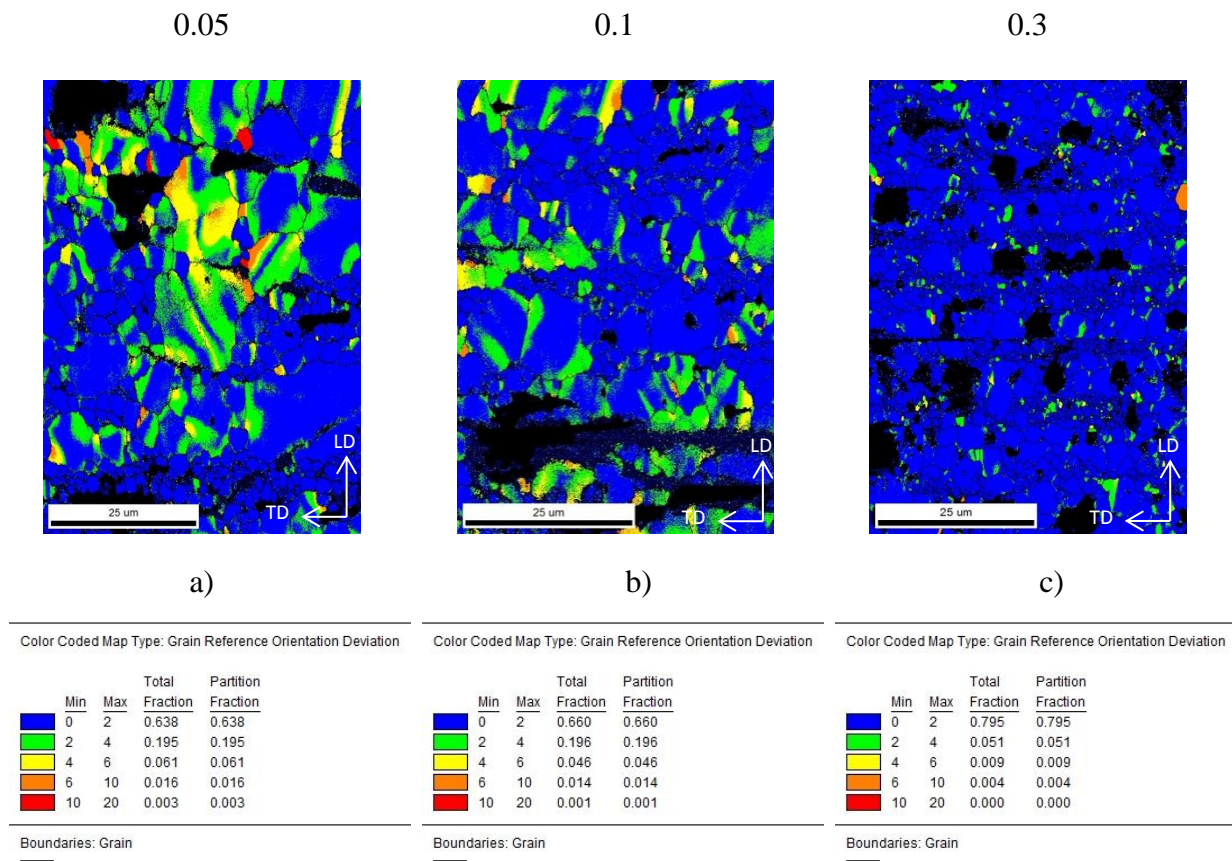 0.05 0.1 0.3
LD LD LD
TD TD TD
25 um 25 um 25 um
a) b) c)
Color Coded Map Type: Grain Reference Orientation Deviation
Total Partition
Min Max Fraction Fraction
0 2 0.638 0.638
2 4 0.195 0.195
4 6 0.061 0.061
6 10 0.016 0.016
10 20 0.003 0.003
Boundaries: Grain
Color Coded Map Type: Grain Reference Orientation Deviation
Total Partition
Min Max Fraction Fraction
0 2 0.660 0.660
2 4 0.196 0.196
4 6 0.046 0.046
6 10 0.014 0.014
10 20 0.001 0.001
Boundaries: Grain
Color Coded Map Type: Grain Reference Orientation Deviation
Total Partition
Min Max Fraction Fraction
0 2 0.795 0.795
2 4 0.051 0.051
4 6 0.009 0.009
6 10 0.004 0.004
10 20 0.000 0.000
Boundaries: Grain